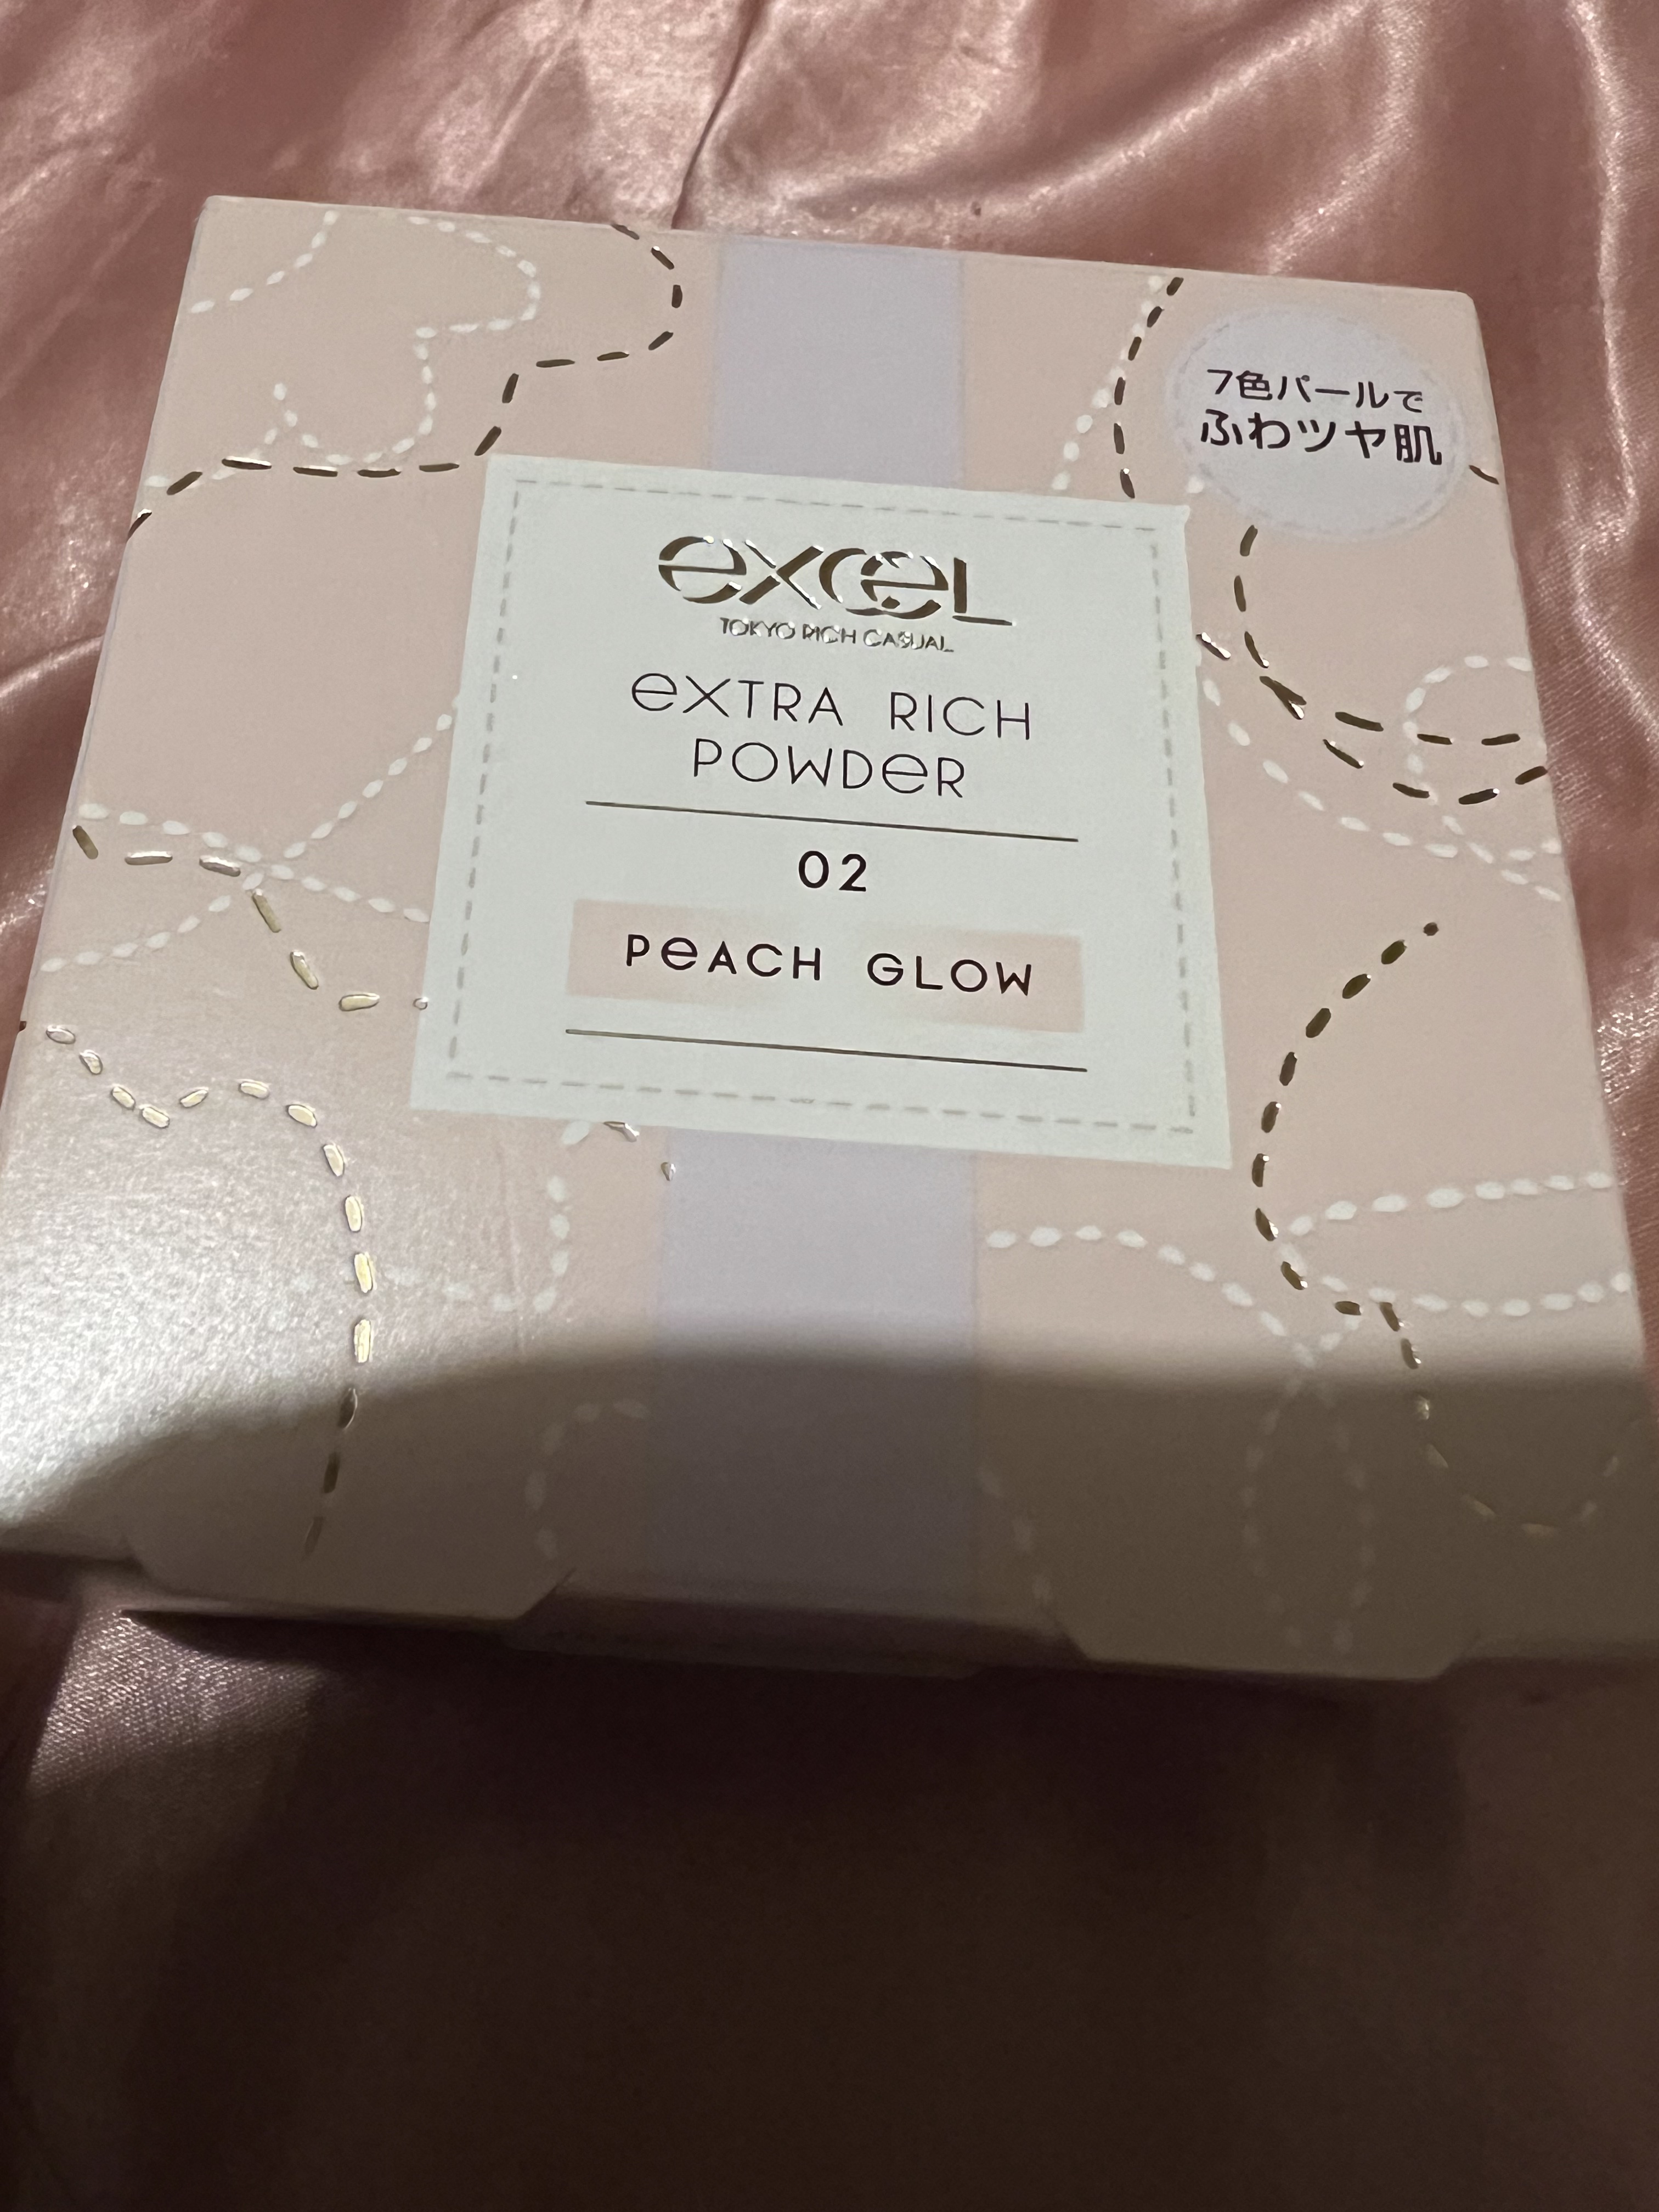 7色パールで
ふわツヤ肌
excel
TOKYO RICH CASUAL
eXTRA RICH
POWDeR
02
PeACH GLOW